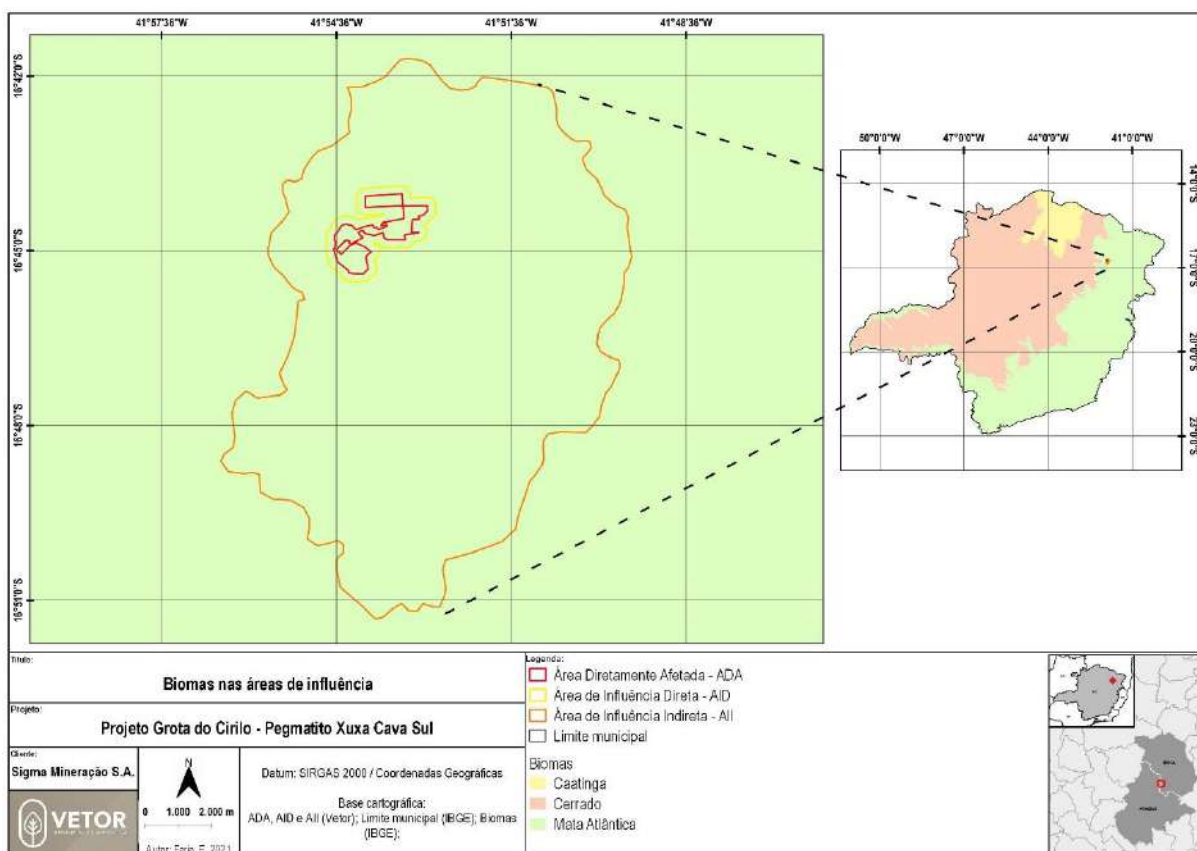 41°57'36"W 41°54'36"W 41°51'36"W 41°48'36"W
16°42'0"S
16°45'0"S
16°48'0"S
16°51'0"S
50°0'0"W 47°0'0"W 44°0'0"W 41°0'0"W
14°0'0"S
17°0'0"S
20°0'0"S
23°0'0"S
Título:
Biomas nas áreas de influência
Projeto:
Projeto Grota do Cirilo - Pegmatito Xuxa Cava Sul
Cliente:
Sigma Mineração S.A.
VETOR
N
0 1.000 2.000 m
Autor: Faria, F. 2021
Datum: SIRGAS 2000 / Coordenadas Geográficas
Base cartográfica:
ADA, AID e AII (Vetor); Limite municipal (IBGE); Biomas
(IBGE);
Legenda:
Área Diretamente Afetada - ADA
Área de Influência Direta - AID
Área de Influência Indireta - AII
Limite municipal
Biomas
Caatinga
Cerrado
Mata Atlântica